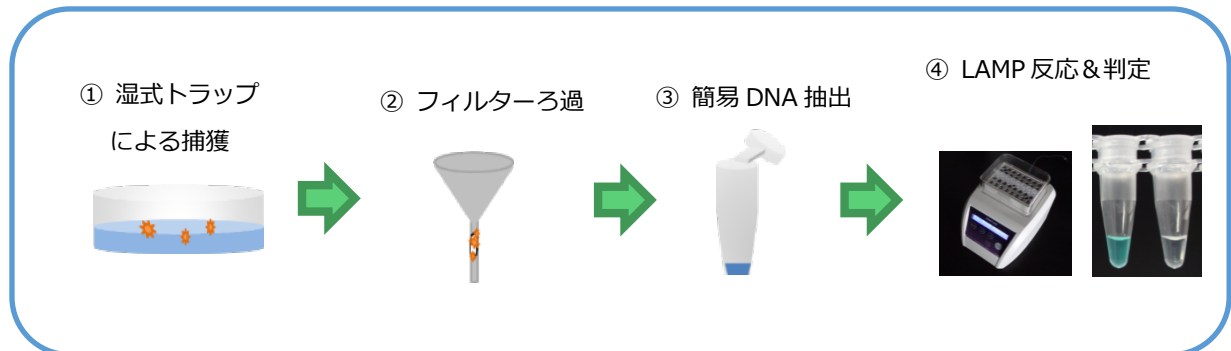 ① 湿式トラップ
による捕獲
② フィルターろ過
③ 簡易 DNA 抽出
④ LAMP 反応＆判定